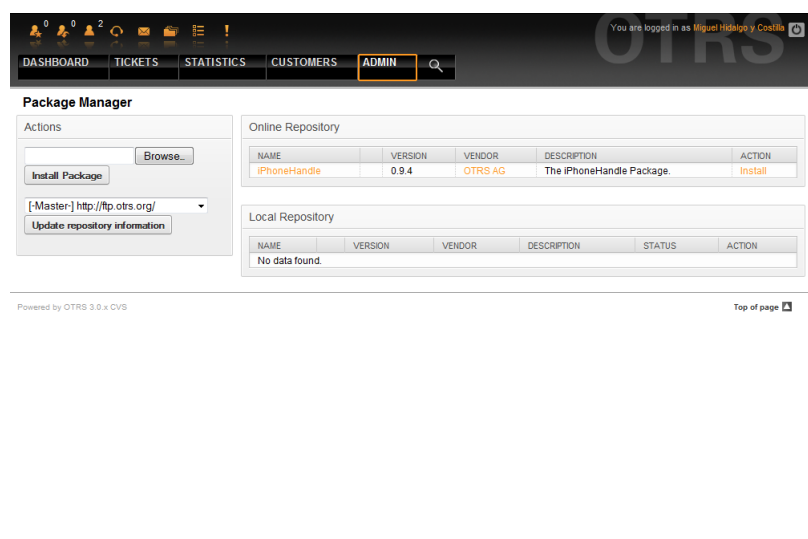 0 0 2
OTRS
You are logged in as Miguel Hidalgo y Costilla
DASHBOARD TICKETS STATISTICS CUSTOMERS ADMIN
Package Manager
Actions
Browse...
Install Package
[-Master-] http://ftp.otrs.org/
Update repository information
Online Repository
NAME VERSION VENDOR DESCRIPTION ACTION
iPhoneHandle 0.9.4 OTRS AG The iPhoneHandle Package. Install
Local Repository
NAME VERSION VENDOR DESCRIPTION STATUS ACTION
No data found.
Powered by OTRS 3.0.x CVS
Top of page